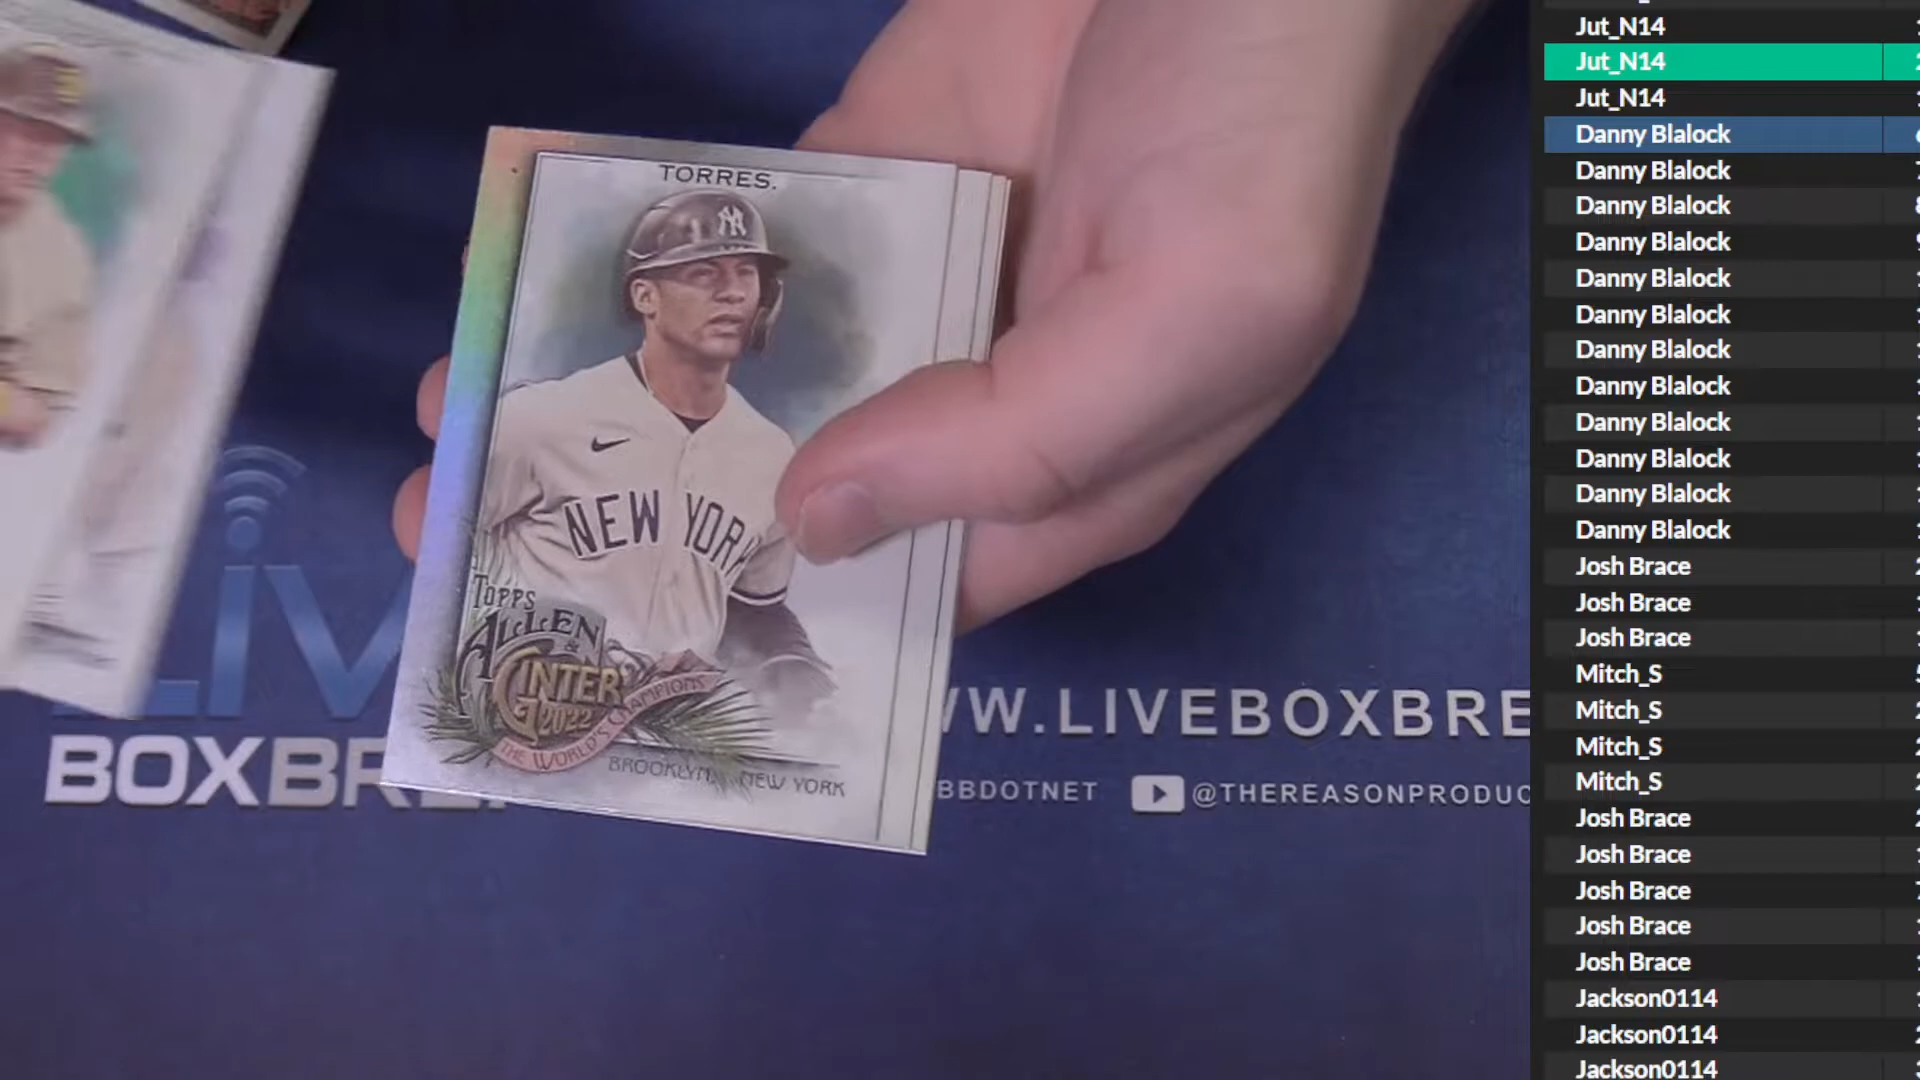 TORRES.
NEW YORK
TOPPS
ALLEN
&
GINTER
2022
THE WORLD'S CHAMPIONS
BROOKLYN, NEW YORK
LIV
BOXBRE
WW.LIVEBOXBRE
BBDOTNET
@THEREASONPRODUC
Jut_N14
Jut_N14
Jut_N14
Danny Blalock
Danny Blalock
Danny Blalock
Danny Blalock
Danny Blalock
Danny Blalock
Danny Blalock
Danny Blalock
Danny Blalock
Danny Blalock
Danny Blalock
Danny Blalock
Josh Brace
Josh Brace
Josh Brace
Mitch_S
Mitch_S
Mitch_S
Mitch_S
Josh Brace
Josh Brace
Josh Brace
Josh Brace
Josh Brace
Jackson0114
Jackson0114
Jackson0114